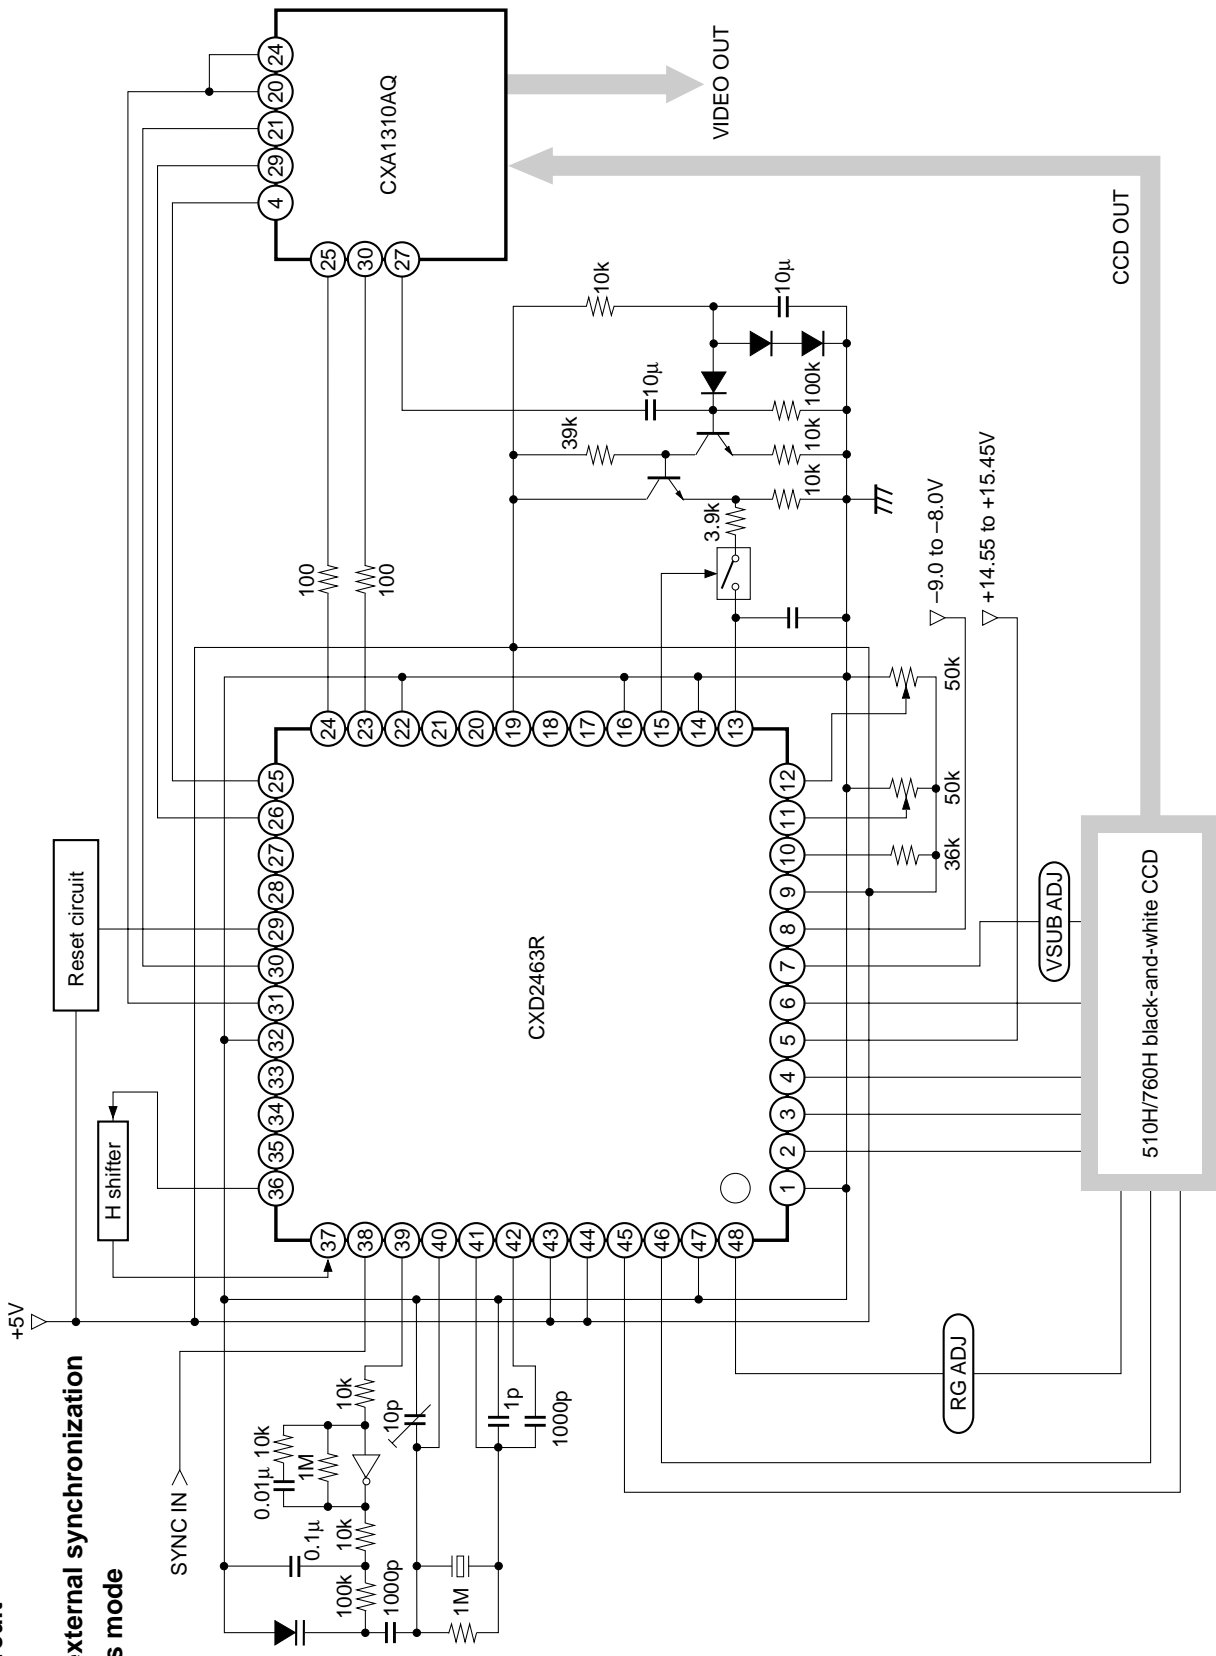 external synchronization
mode
+5V
SYNC IN
Reset circuit
H shifter
CXD2463R
36
35
34
33
32
31
30
29
28
27
26
25
37
38
39
40
41
42
43
44
45
46
47
48
24
23
22
21
20
19
18
17
16
15
14
13
1
2
3
4
5
6
7
8
9
10
11
12
CXA1310AQ
4
29
21
20
24
25
30
27
VIDEO OUT
CCD OUT
100
100
10k
10µ
10µ
39k
100k
10k
10k
3.9k
–9.0 to –8.0V
+14.55 to +15.45V
50k
50k
36k
VSUB ADJ
RG ADJ
510H/760H black-and-white CCD
0.01µ
10k
1M
10k
10p
1p
1000p
0.1µ
10k
100k
1000p
1M